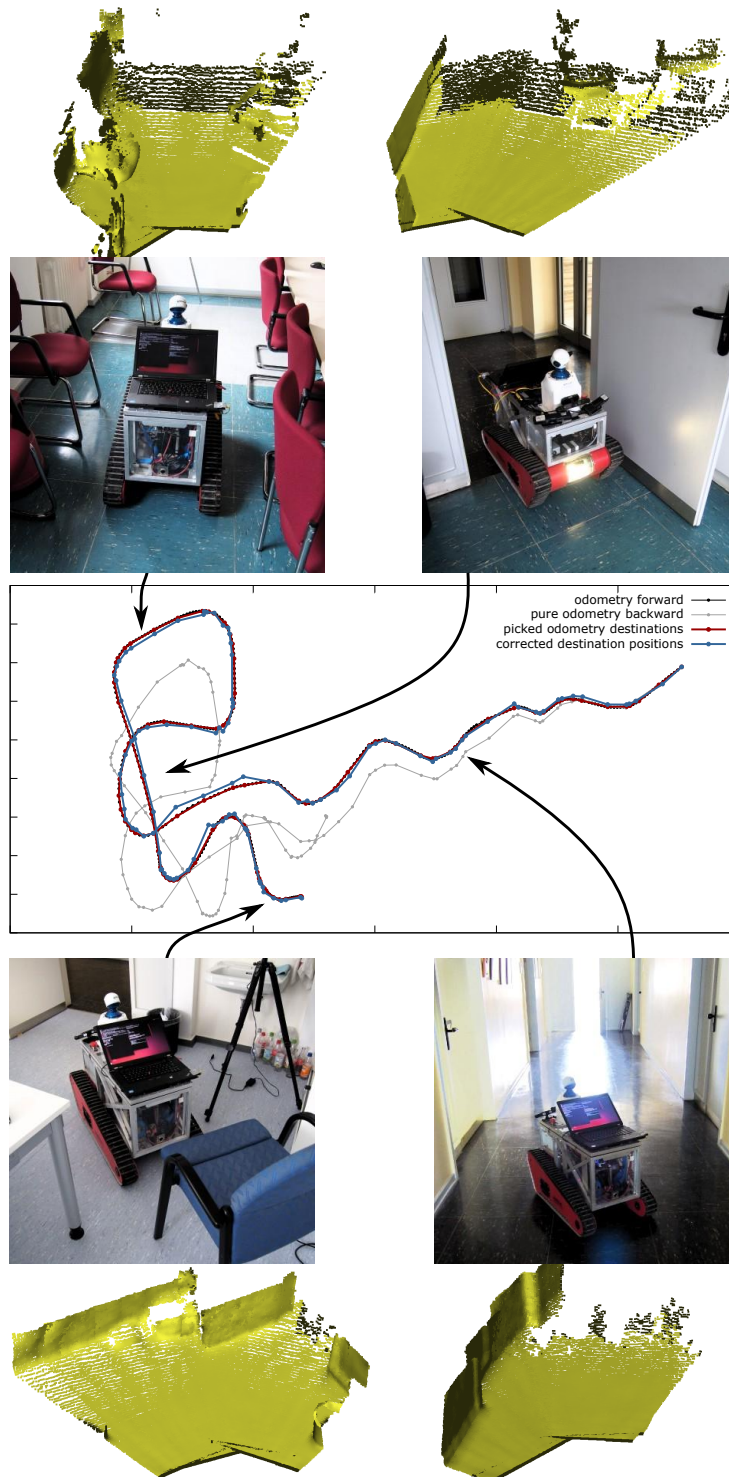 odometry forward
pure odometry backward
picked odometry destinations
corrected destination positions